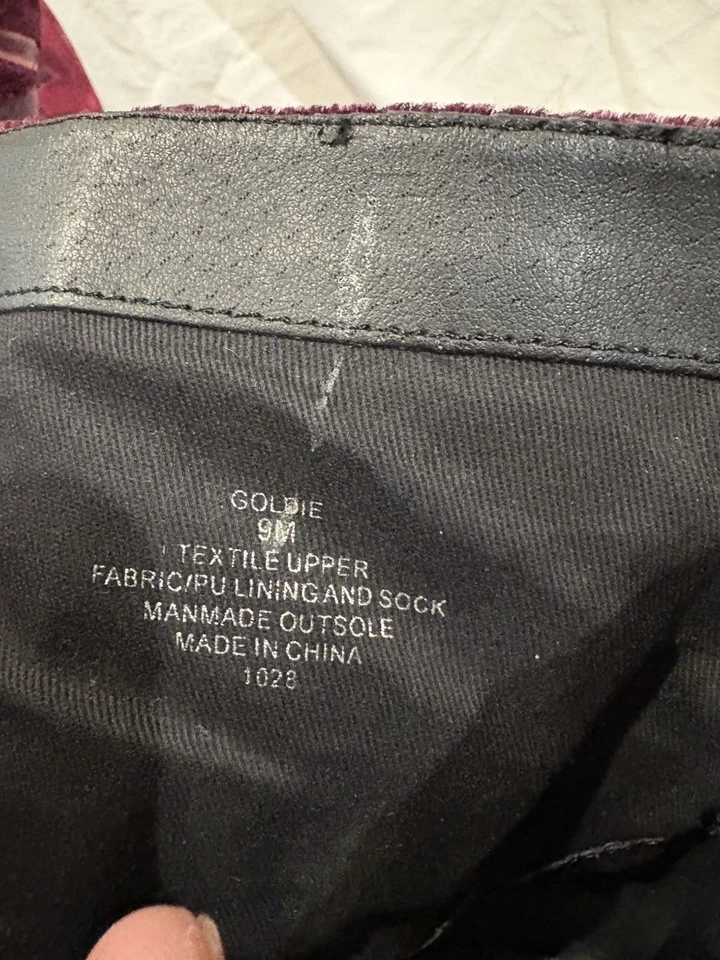 GOLDIE
9M
TEXTILE UPPER
FABRIC/PU LINING AND SOCK
MANMADE OUTSOLE
MADE IN CHINA
1028